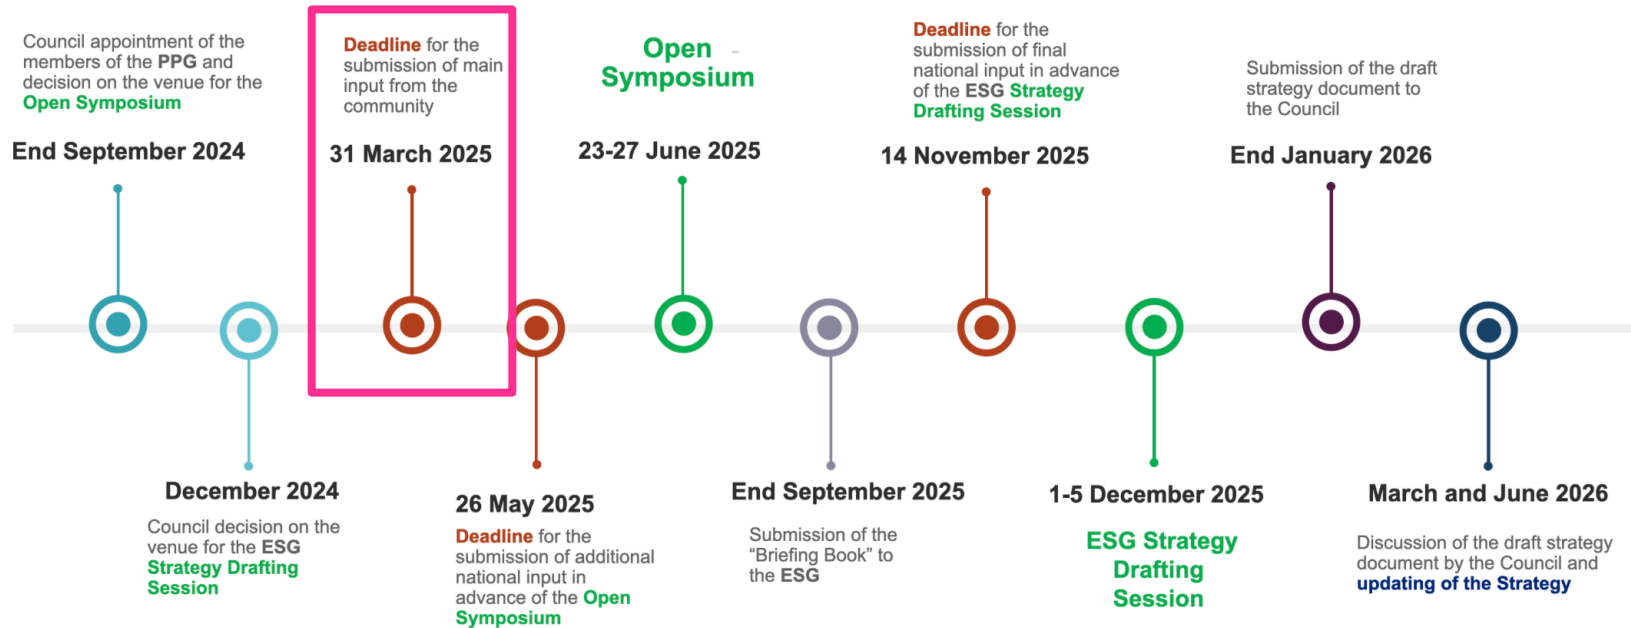 Council appointment of the
members of the PPG and
decision on the venue for the
Open Symposium
End September 2024
Deadline for the
submission of main
input from the
community
31 March 2025
Open
Symposium
23-27 June 2025
Deadline for the
submission of final
national input in advance
of the ESG Strategy
Drafting Session
14 November 2025
Submission of the draft
strategy document to
the Council
End January 2026
December 2024
Council decision on the
venue for the ESG
Strategy Drafting
Session
26 May 2025
Deadline for the
submission of additional
national input in
advance of the Open
Symposium
End September 2025
Submission of the
“Briefing Book” to
the ESG
1-5 December 2025
ESG Strategy
Drafting
Session
March and June 2026
Discussion of the draft strategy
document by the Council and
updating of the Strategy